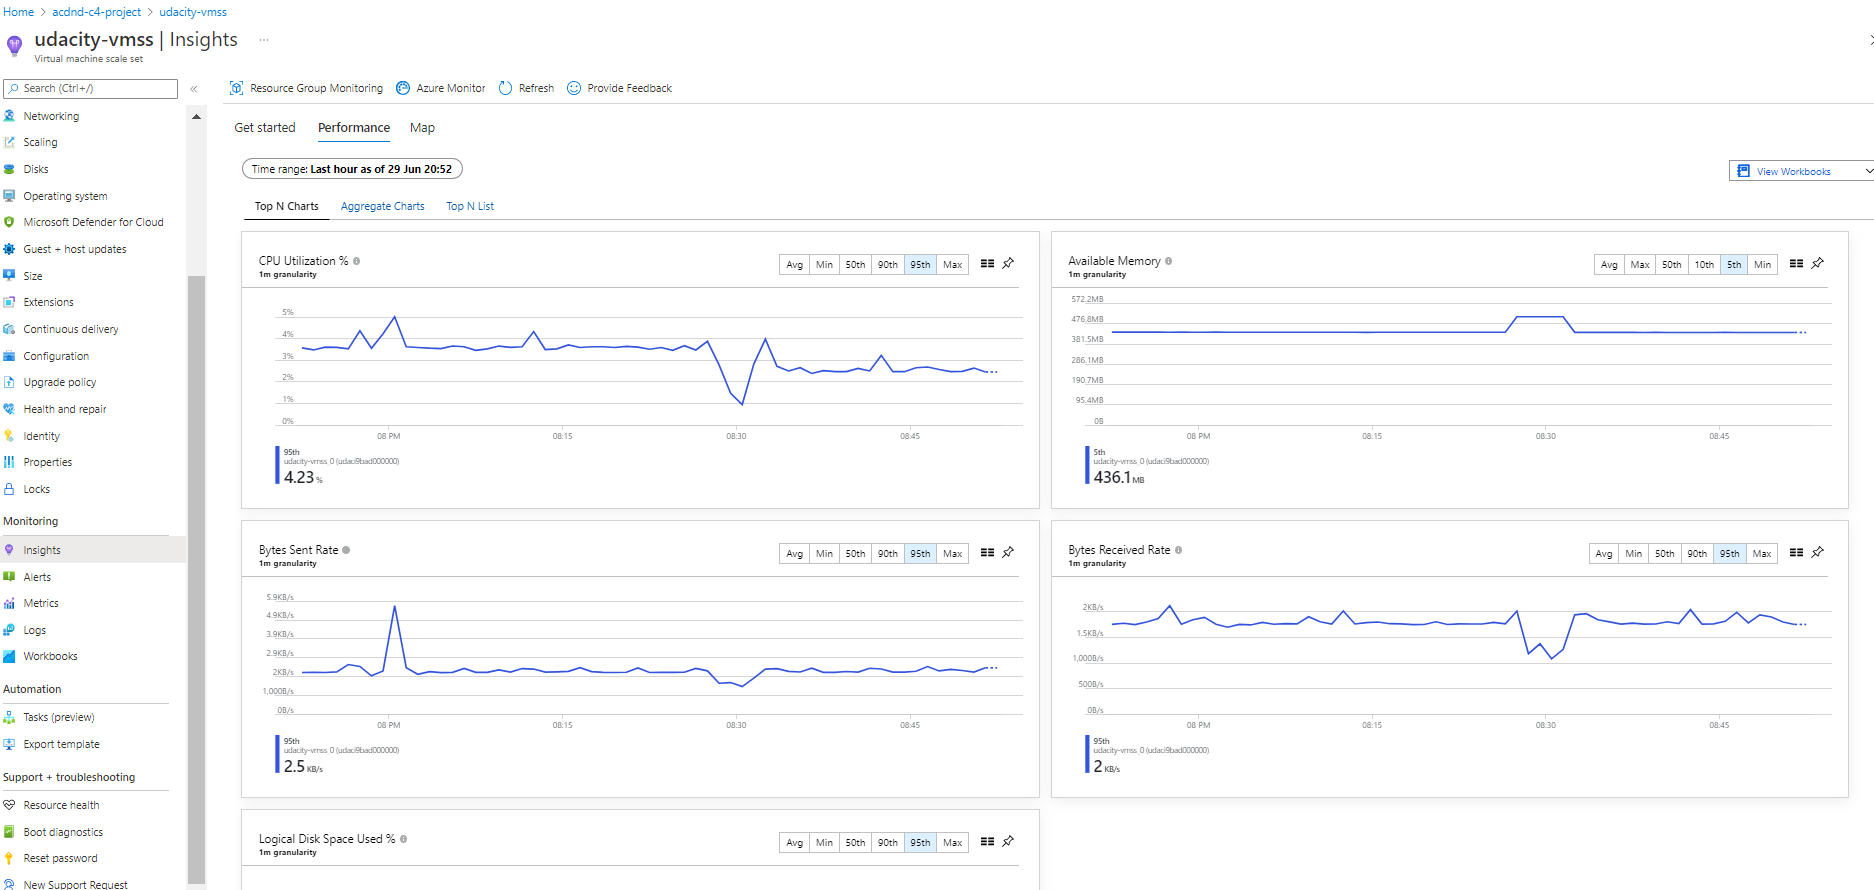 Home > acdnd-c4-project > udacity-vmss
udacity-vmss | Insights ...
Virtual machine scale set
Search (Ctrl+/)
«
Networking
Scaling
Disks
Operating system
Microsoft Defender for Cloud
Guest + host updates
Size
Extensions
Continuous delivery
Configuration
Upgrade policy
Health and repair
Identity
Properties
Locks
Monitoring
Insights
Alerts
Metrics
Logs
Workbooks
Automation
Tasks (preview)
Export template
Support + troubleshooting
Resource health
Boot diagnostics
Reset password
New Support Request
Resource Group Monitoring Azure Monitor Refresh Provide Feedback
Get started Performance Map
Time range: Last hour as of 29 Jun 20:52
View Workbooks
Top N Charts Aggregate Charts Top N List
CPU Utilization %
1m granularity
Avg Min 50th 90th 95th Max
5%
4%
3%
2%
1%
0%
08 PM 08:15 08:30 08:45
95th
udacity-vmss_0 (udaci9bad000000)
4.23 %
Available Memory
1m granularity
Avg Max 50th 10th 5th Min
572.2MB
476.8MB
381.5MB
286.1MB
190.7MB
95.4MB
0B
08 PM 08:15 08:30 08:45
5th
udacity-vmss_0 (udaci9bad000000)
436.1 MB
Bytes Sent Rate
1m granularity
Avg Min 50th 90th 95th Max
5.9KB/s
4.9KB/s
3.9KB/s
2.9KB/s
2KB/s
1,000B/s
0B/s
08 PM 08:15 08:30 08:45
95th
udacity-vmss_0 (udaci9bad000000)
2.5 KB/s
Bytes Received Rate
1m granularity
Avg Min 50th 90th 95th Max
2KB/s
1.5KB/s
1,000B/s
500B/s
0B/s
08 PM 08:15 08:30 08:45
95th
udacity-vmss_0 (udaci9bad000000)
2 KB/s
Logical Disk Space Used %
1m granularity
Avg Min 50th 90th 95th Max